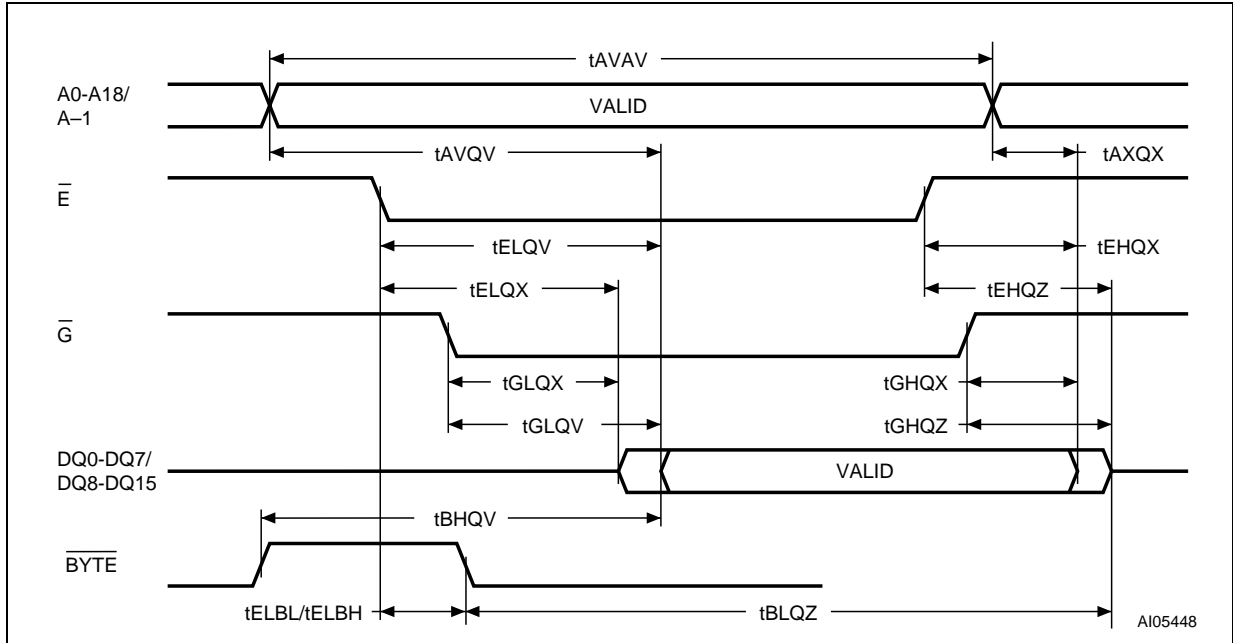 tAVAV
A0-A18/
A–1
VALID
tAVQV
tAXQX
E
tELQV
tEHQX
tELQX
tEHQZ
G
tGLQX
tGHQX
tGLQV
tGHQZ
DQ0-DQ7/
DQ8-DQ15
VALID
tBHQV
BYTE
tELBL/tELBH
tBLQZ
AI05448